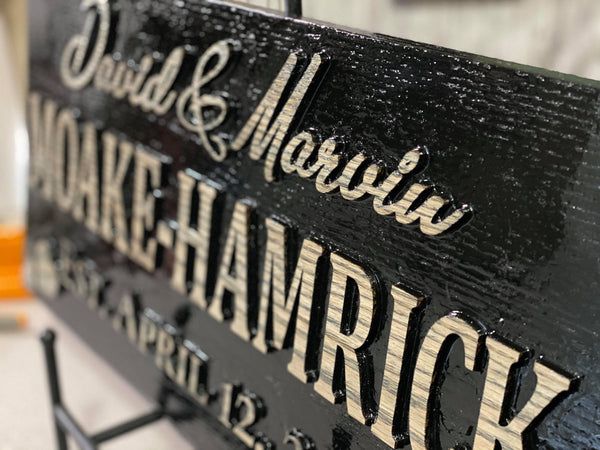 David & Marvin
MOAKE-HAMRICK
EST. APRIL 12,